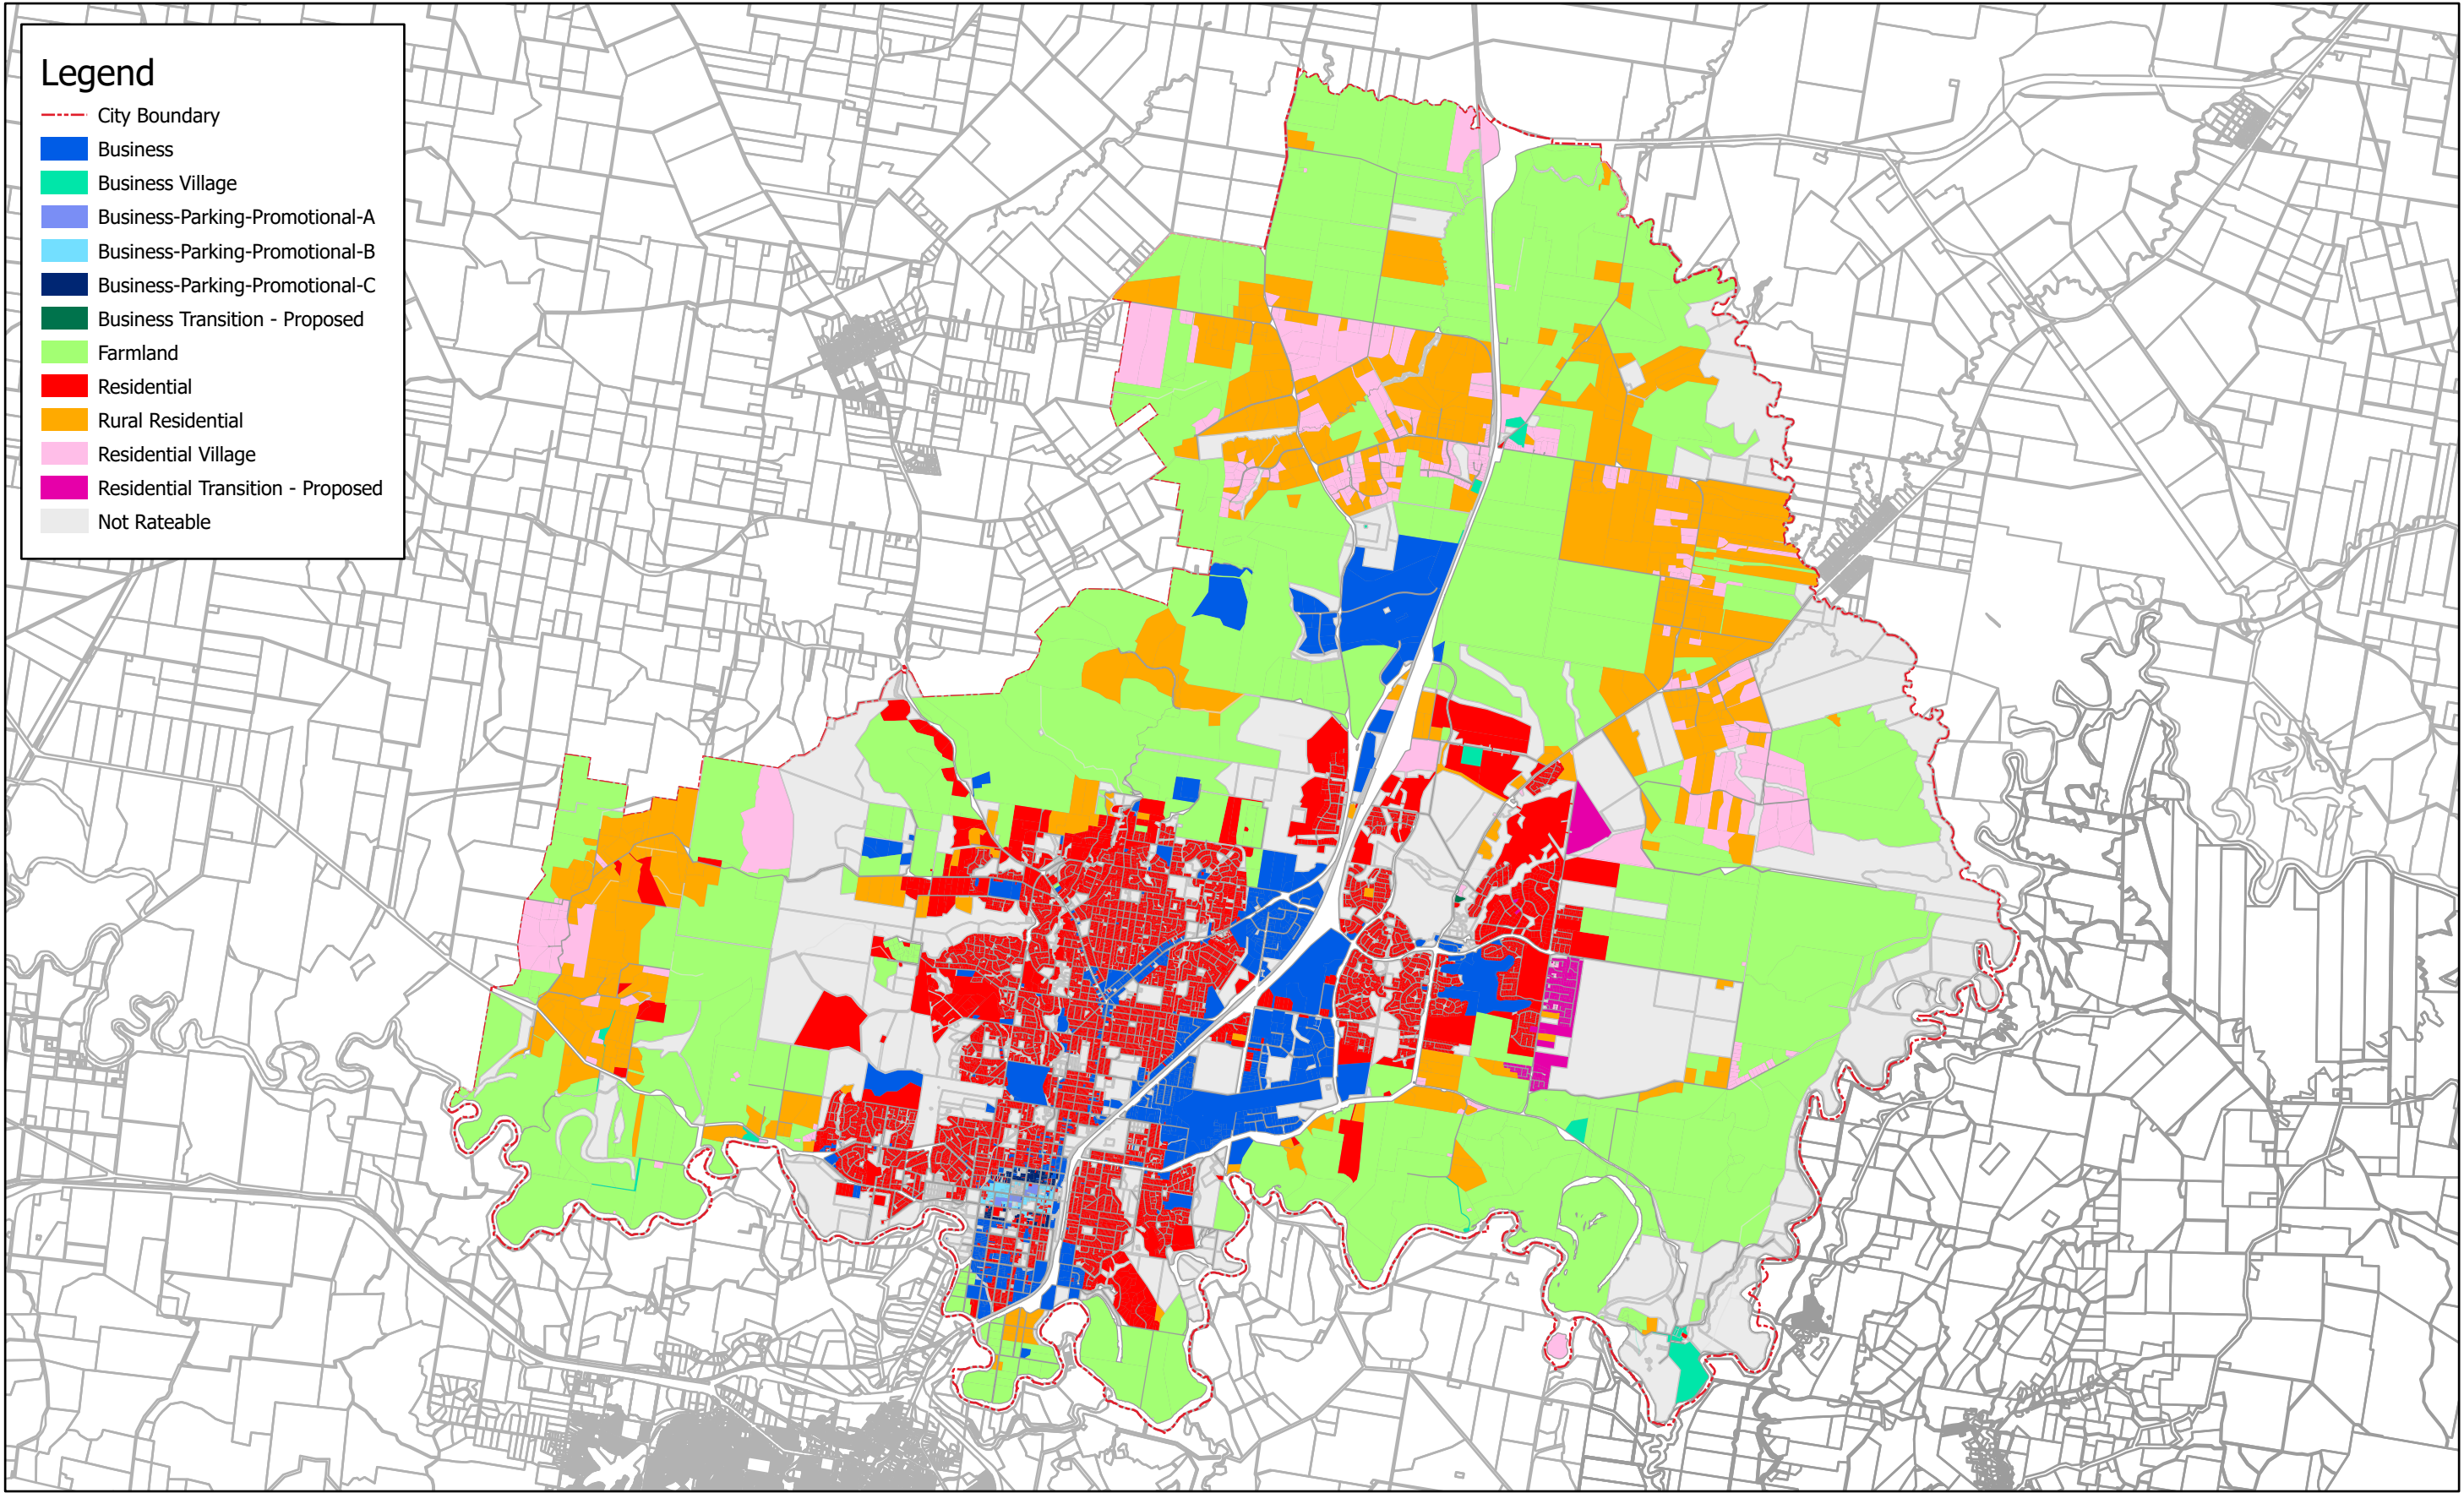 Legend
City Boundary
Business
Business Village
Business-Parking-Promotional-A
Business-Parking-Promotional-B
Business-Parking-Promotional-C
Business Transition - Proposed
Farmland
Residential
Rural Residential
Residential Village
Residential Transition - Proposed
Not Rateable